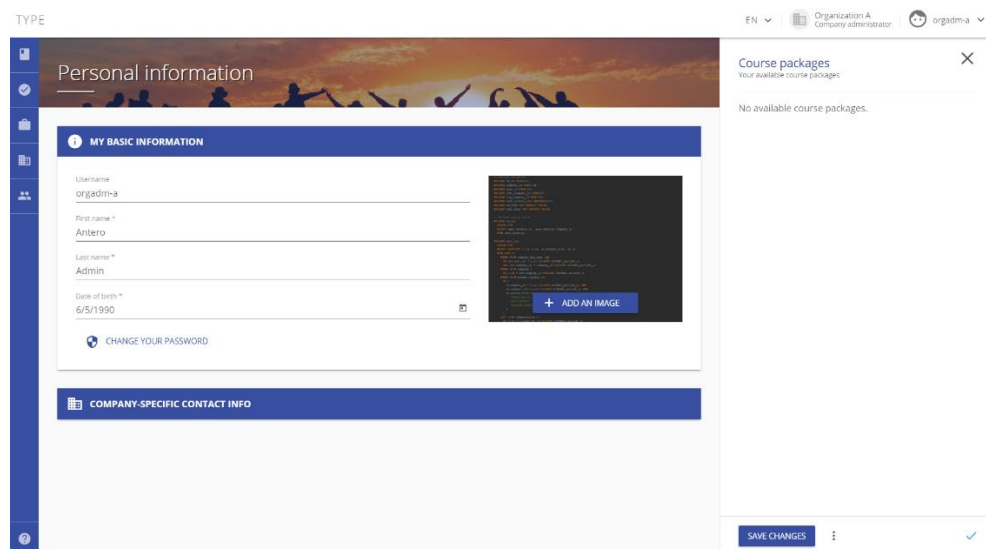 TYPE
EN
Organization A
Company administrator
orgadm-a
Personal information
Course packages
Your available course packages
No available course packages.
MY BASIC INFORMATION
Username
orgadm-a
First name *
Antero
Last name *
Admin
Date of birth *
6/5/1990
+ ADD AN IMAGE
CHANGE YOUR PASSWORD
COMPANY-SPECIFIC CONTACT INFO
SAVE CHANGES